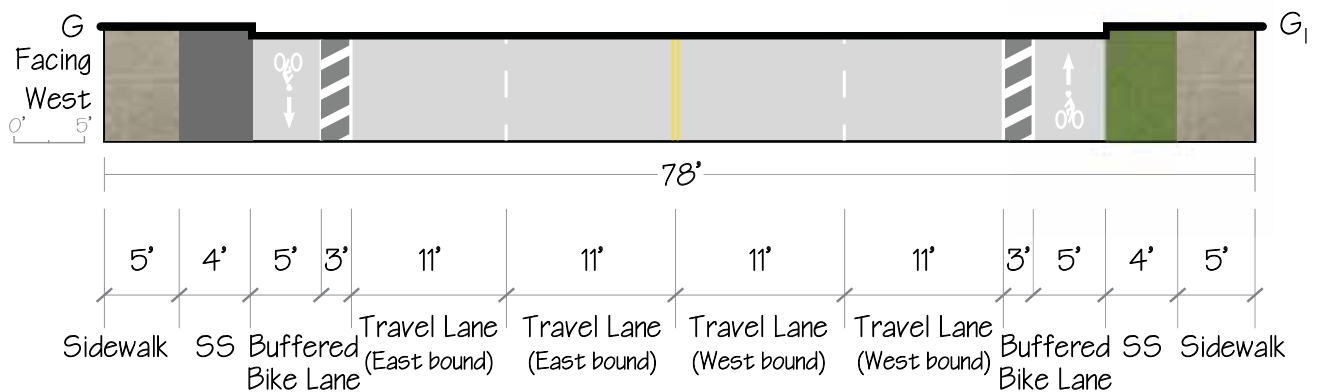 G
G1
Facing
West
0' 5'
78'
5' 4' 5' 3' 11' 11' 11' 11' 3' 5' 4' 5'
Sidewalk
SS
Buffered
Bike Lane
Travel Lane
(East bound)
Travel Lane
(East bound)
Travel Lane
(West bound)
Travel Lane
(West bound)
Buffered
Bike Lane
SS
Sidewalk